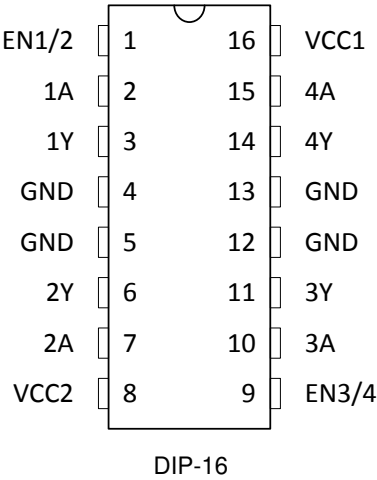 EN1/2 1 16 VCC1
1A 2 15 4A
1Y 3 14 4Y
GND 4 13 GND
GND 5 12 GND
2Y 6 11 3Y
2A 7 10 3A
VCC2 8 9 EN3/4
DIP-16